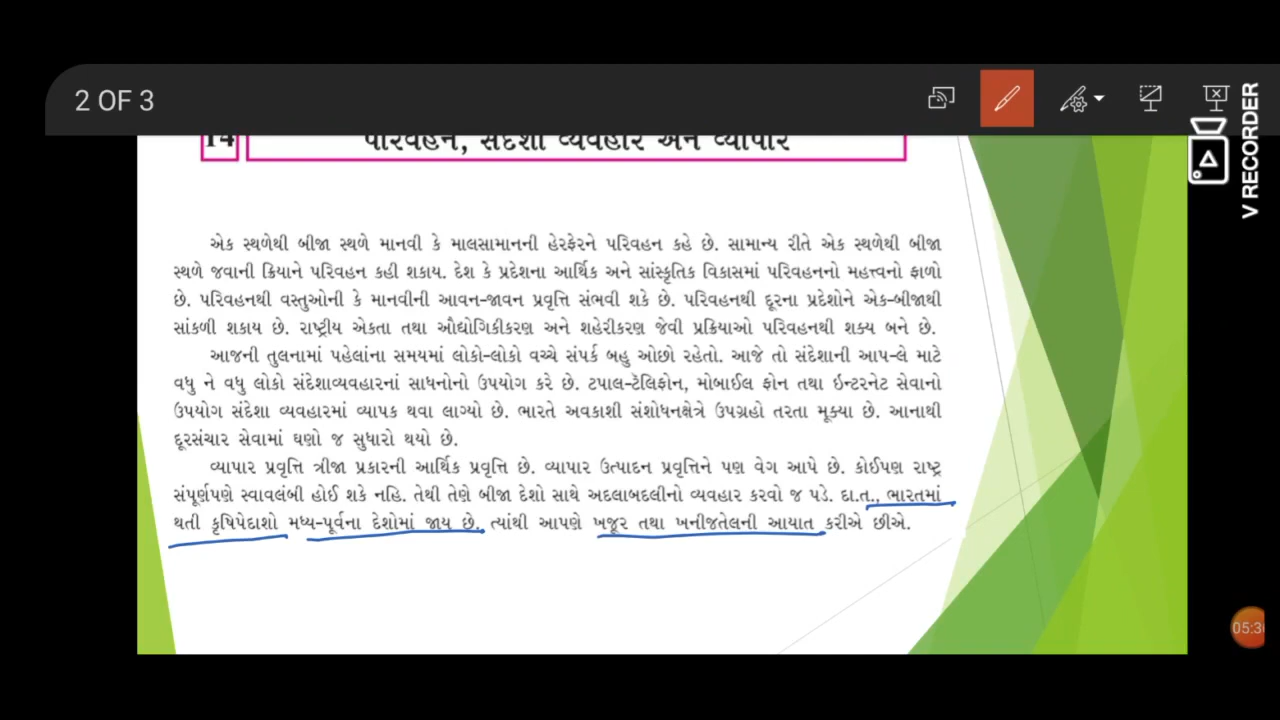 2 OF 3
V RECORDER
14 પરિવહન, સંદેશા વ્યવહાર અને વ્યાપાર
એક સ્થળેથી બીજા સ્થળે માનવી કે માલસામાનની હેરફેરને પરિવહન કહે છે. સામાન્ય રીતે એક સ્થળેથી બીજા
સ્થળે જવાની ક્રિયાને પરિવહન કહી શકાય. દેશ કે પ્રદેશના આર્થિક અને સાંસ્કૃતિક વિકાસમાં પરિવહનનો મહત્ત્વનો ફાળો
છે. પરિવહનથી વસ્તુઓની કે માનવીની આવન-જાવન પ્રવૃત્તિ સંભવી શકે છે. પરિવહનથી દૂરના પ્રદેશોને એક-બીજાથી
સાંકળી શકાય છે. રાષ્ટ્રીય એકતા તથા ઔદ્યોગિકીકરણ અને શહેરીકરણ જેવી પ્રક્રિયાઓ પરિવહનથી શક્ય બને છે.
આજની તુલનામાં પહેલાંના સમયમાં લોકો-લોકો વચ્ચે સંપર્ક બહુ ઓછો રહેતો. આજે તો સંદેશાની આપ-લે માટે
વધુ ને વધુ લોકો સંદેશાવ્યવહારનાં સાધનોનો ઉપયોગ કરે છે. ટપાલ-ટૅલિફોન, મોબાઈલ ફોન તથા ઇન્ટરનેટ સેવાનો
ઉપયોગ સંદેશા વ્યવહારમાં વ્યાપક થવા લાગ્યો છે. ભારતે અવકાશી સંશોધનક્ષેત્રે ઉપગ્રહો તરતા મૂક્યા છે. આનાથી
દૂરસંચાર સેવામાં ઘણો જ સુધારો થયો છે.
વ્યાપાર પ્રવૃત્તિ ત્રીજા પ્રકારની આર્થિક પ્રવૃત્તિ છે. વ્યાપાર ઉત્પાદન પ્રવૃત્તિને પણ વેગ આપે છે. કોઈપણ રાષ્ટ્ર
સંપૂર્ણપણે સ્વાવલંબી હોઈ શકે નહિ. તેથી તેણે બીજા દેશો સાથે અદલાબદલીનો વ્યવહાર કરવો જ પડે. દા.ત., ભારતમાં
થતી કૃષિપેદાશો મધ્ય-પૂર્વના દેશોમાં જાય છે. ત્યાંથી આપણે ખજૂર તથા ખનીજતેલની આયાત કરીએ છીએ.